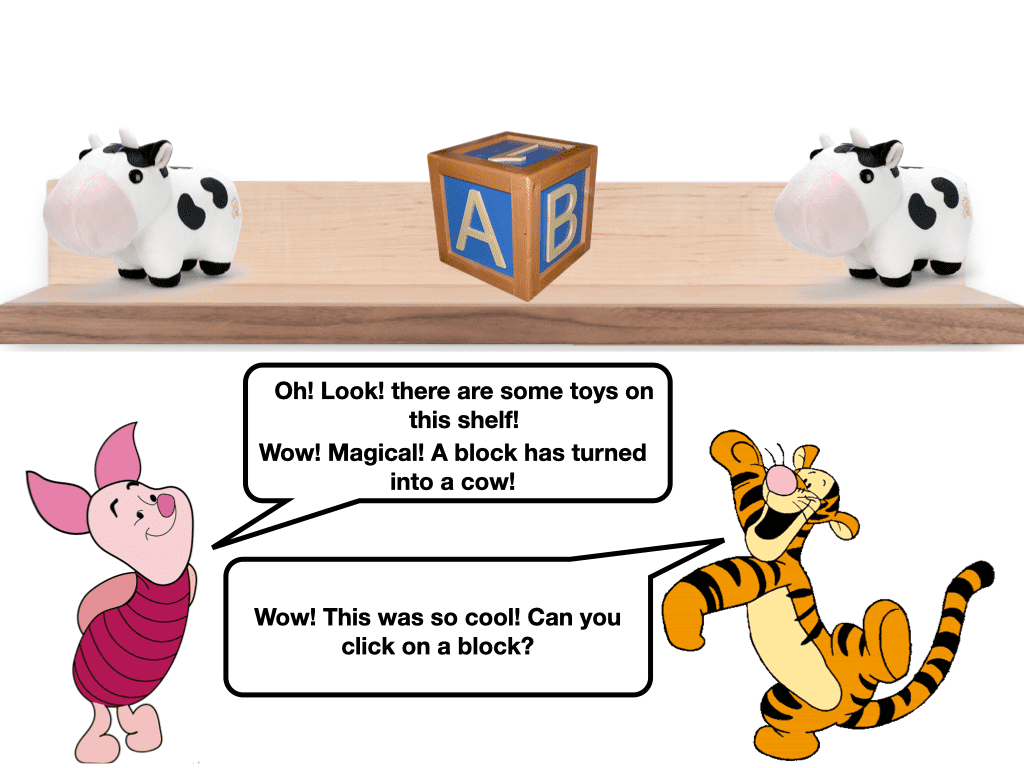 A B
Oh! Look! there are some toys on
this shelf!
Wow! Magical! A block has turned
into a cow!
Wow! This was so cool! Can you
click on a block?